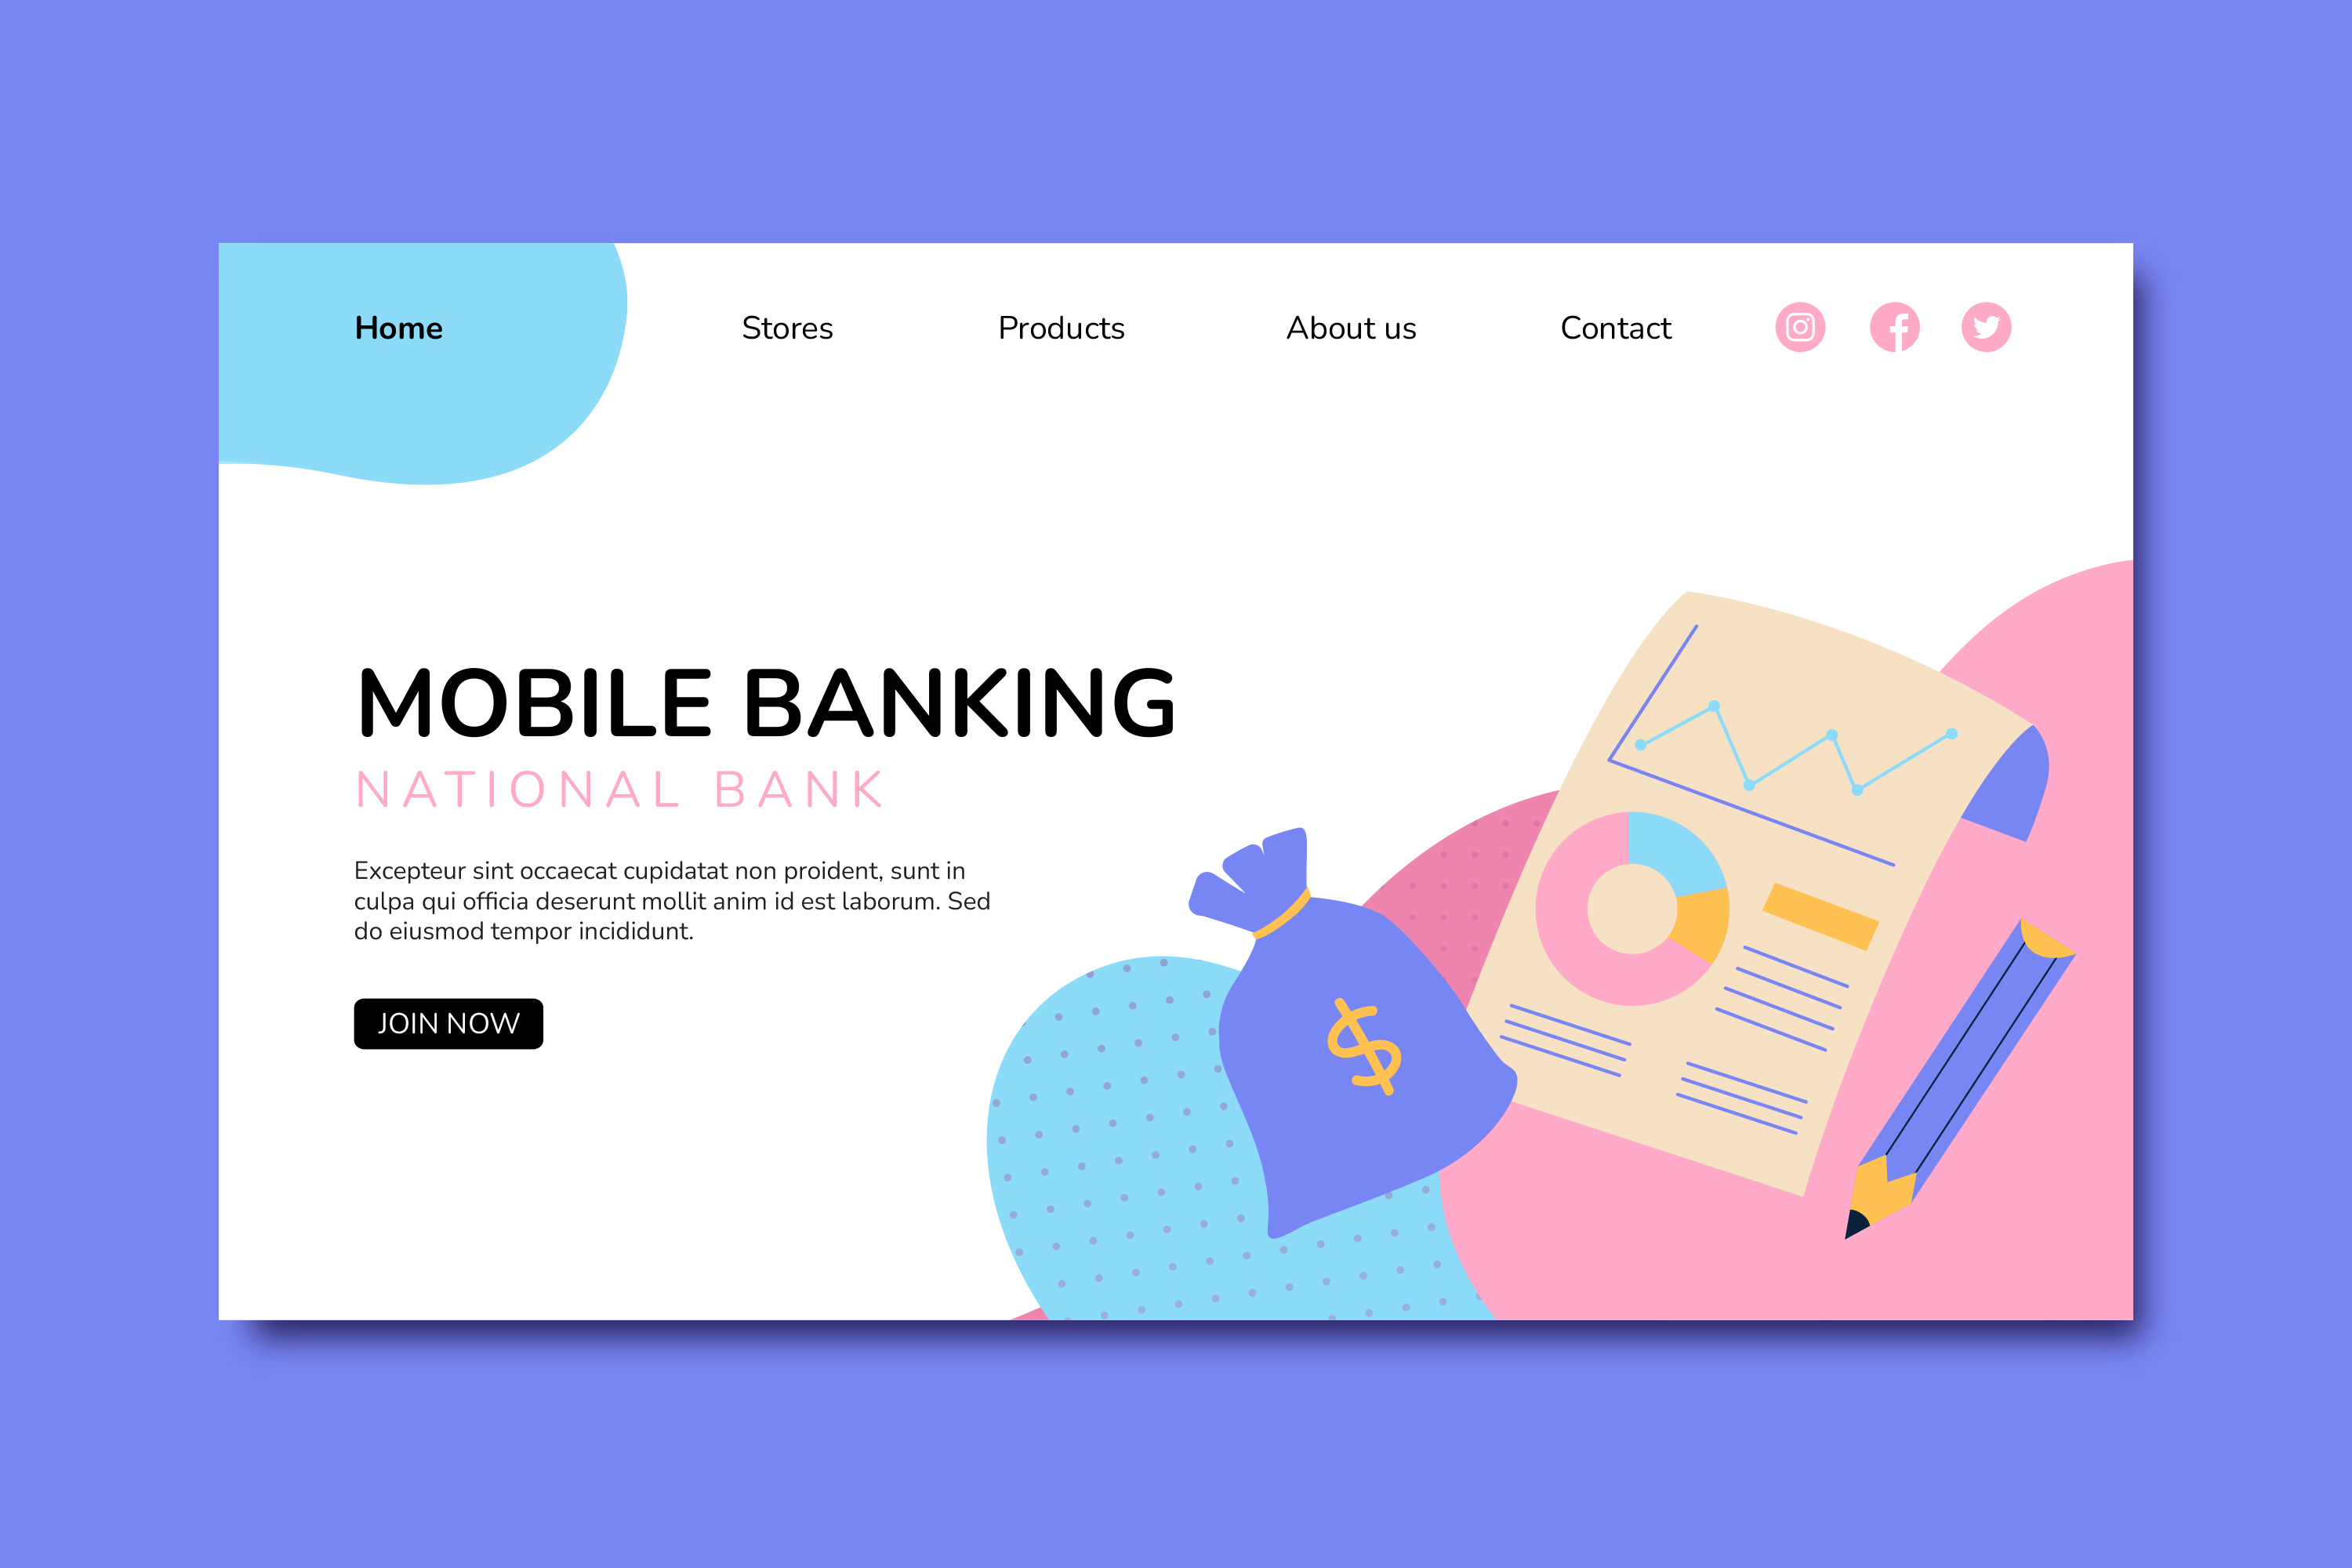 Home Stores Products About us Contact
MOBILE BANKING
NATIONAL BANK
Excepteur sint occaecat cupidatat non proident, sunt in
culpa qui officia deserunt mollit anim id est laborum. Sed
do eiusmod tempor incididunt.
JOIN NOW
$